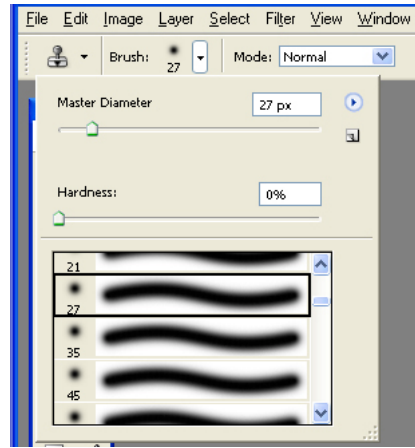 File Edit Image Layer Select Filter View Window
Brush: 27 Mode: Normal
Master Diameter 27 px
Hardness: 0%
21
27
35
45